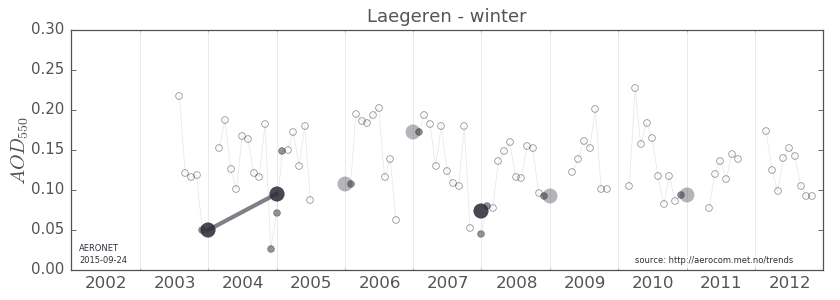 Laegeren - winter
0.30
0.25
0.20
0.15
0.10
0.05
0.00
AOD550
AERONET
2015-09-24
source: http://aerocom.met.no/trends
2002 2003 2004 2005 2006 2007 2008 2009 2010 2011 2012